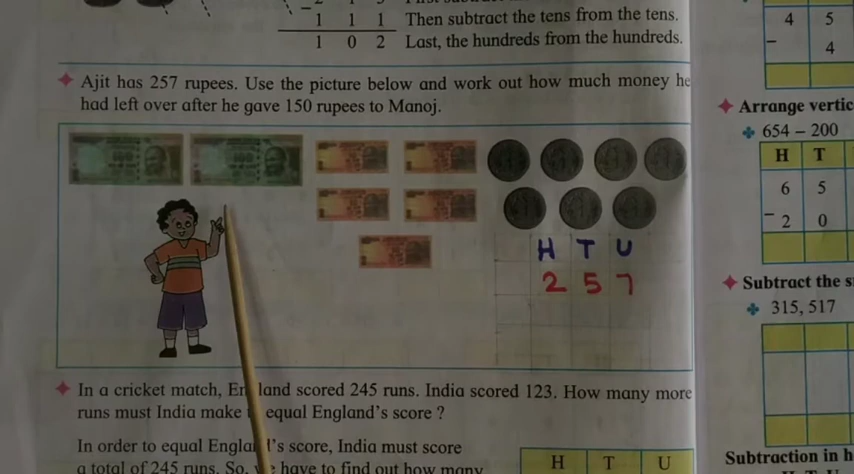 - 1 1 1 Then subtract the tens from the tens.
1 0 2 Last, the hundreds from the hundreds.
Ajit has 257 rupees. Use the picture below and work out how much money he
had left over after he gave 150 rupees to Manoj.
H T U
2 5 7
In a cricket match, England scored 245 runs. India scored 123. How many more
runs must India make equal England's score ?
In order to equal England's score, India must score
a total of 245 runs. So, we have to find out how many
H T U
4 5
- 4
Arrange vertic
654 – 200
H T
6 5
- 2 0
Subtract the s
315, 517
Subtraction in h